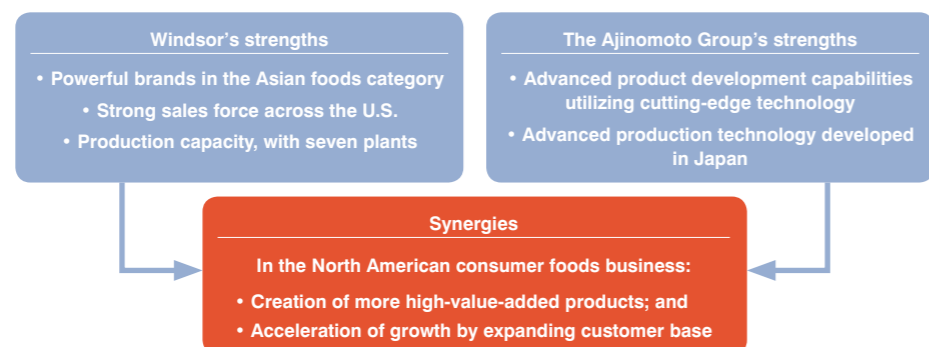 Windsor's strengths
• Powerful brands in the Asian foods category
• Strong sales force across the U.S.
• Production capacity, with seven plants
The Ajinomoto Group's strengths
• Advanced product development capabilities
utilizing cutting-edge technology
• Advanced production technology developed
in Japan
Synergies
In the North American consumer foods business:
• Creation of more high-value-added products; and
• Acceleration of growth by expanding customer base